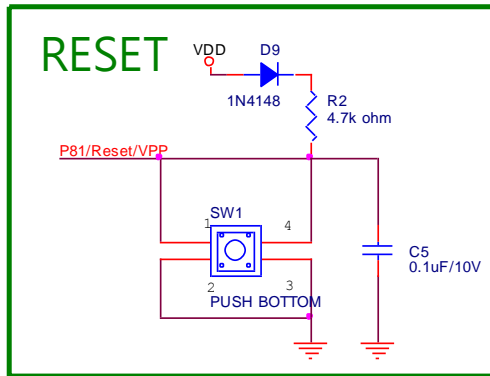 RESET
VDD
D9
1N4148
R2
4.7k ohm
P81/Reset/VPP
SW1
1
4
2
3
PUSH BOTTOM
C5
0.1uF/10V